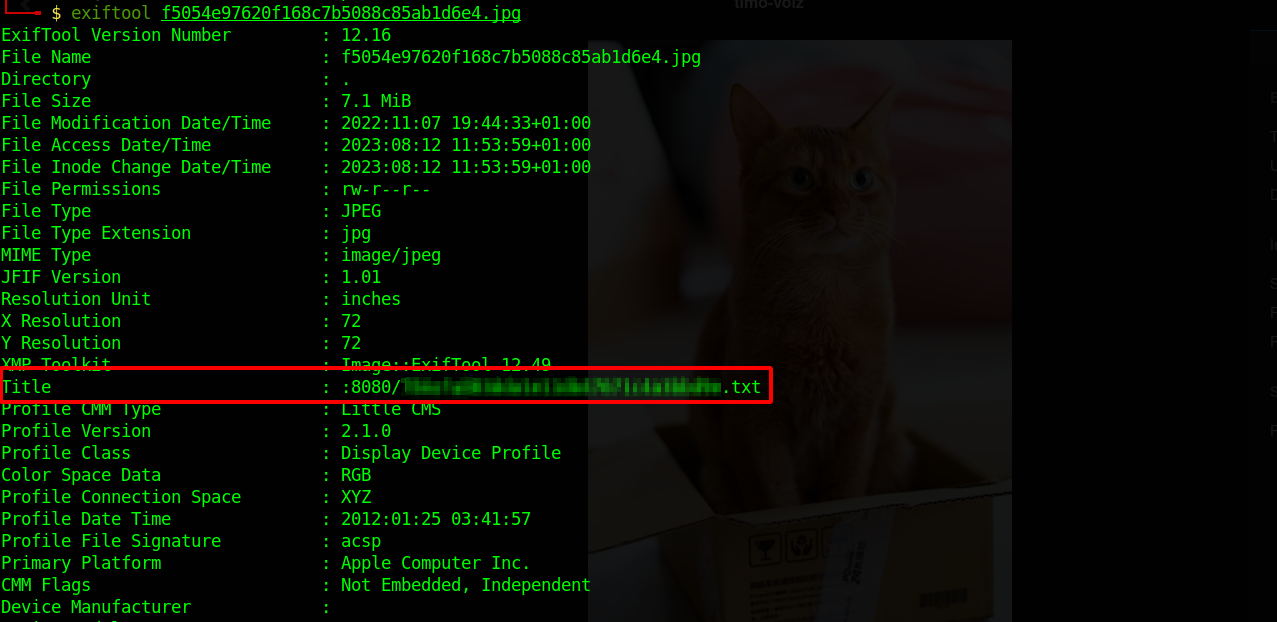 timo-volz
$ exiftool f5054e97620f168c7b5088c85ab1d6e4.jpg
ExifTool Version Number : 12.16
File Name : f5054e97620f168c7b5088c85ab1d6e4.jpg
Directory : .
File Size : 7.1 MiB
File Modification Date/Time : 2022:11:07 19:44:33+01:00
File Access Date/Time : 2023:08:12 11:53:59+01:00
File Inode Change Date/Time : 2023:08:12 11:53:59+01:00
File Permissions : rw-r--r--
File Type : JPEG
File Type Extension : jpg
MIME Type : image/jpeg
JFIF Version : 1.01
Resolution Unit : inches
X Resolution : 72
Y Resolution : 72
XMP Toolkit : Image::ExifTool 12.49
Title : :8080/ .txt
Profile CMM Type : Little CMS
Profile Version : 2.1.0
Profile Class : Display Device Profile
Color Space Data : RGB
Profile Connection Space : XYZ
Profile Date Time : 2012:01:25 03:41:57
Profile File Signature : acsp
Primary Platform : Apple Computer Inc.
CMM Flags : Not Embedded, Independent
Device Manufacturer :